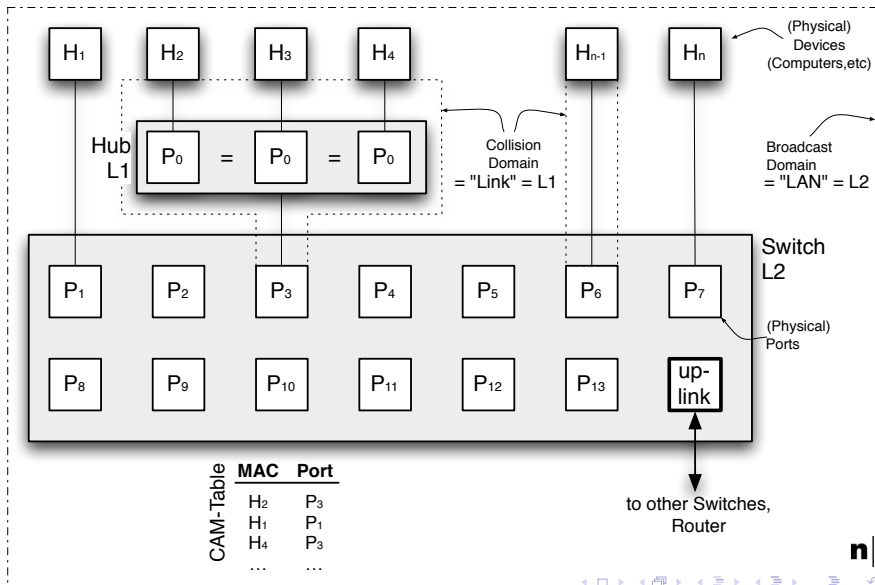 H1 H2 H3 H4 Hn-1 Hn
(Physical)
Devices
(Computers,etc)
Hub
L1
P0 = P0 = P0
Collision
Domain
= "Link" = L1
Broadcast
Domain
= "LAN" = L2
Switch
L2
P1 P2 P3 P4 P5 P6 P7
(Physical)
Ports
P8 P9 P10 P11 P12 P13 up-
link
CAM-Table
MAC Port
H2 P3
H1 P1
H4 P3
... ...
to other Switches,
Router
n